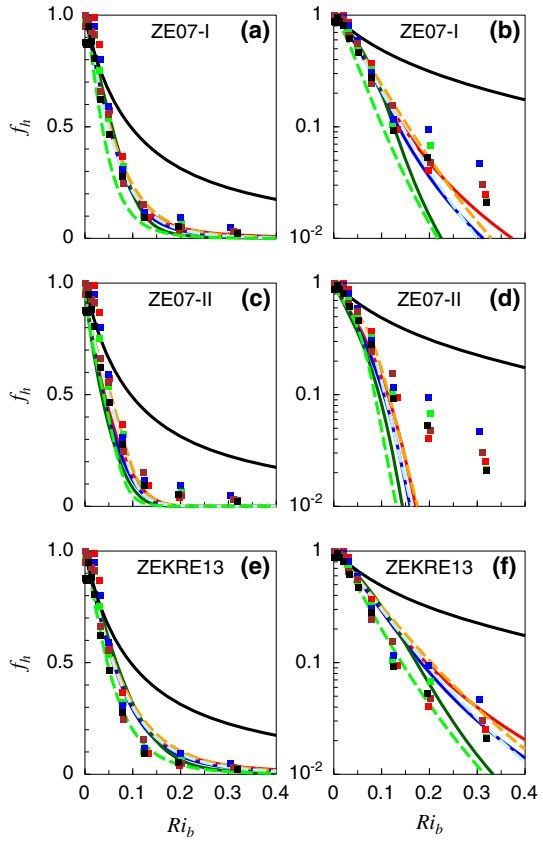 1.0 ZE07-I (a) 1 ZE07-I (b)
f_h 0.5 0.1
0 10^-2
1.0 ZE07-II (c) 1 ZE07-II (d)
f_h 0.5 0.1
0 10^-2
1.0 ZEKRE13 (e) 1 ZEKRE13 (f)
f_h 0.5 0.1
0 10^-2
0 0.1 0.2 0.3 0.4 0 0.1 0.2 0.3 0.4
Ri_b Ri_b